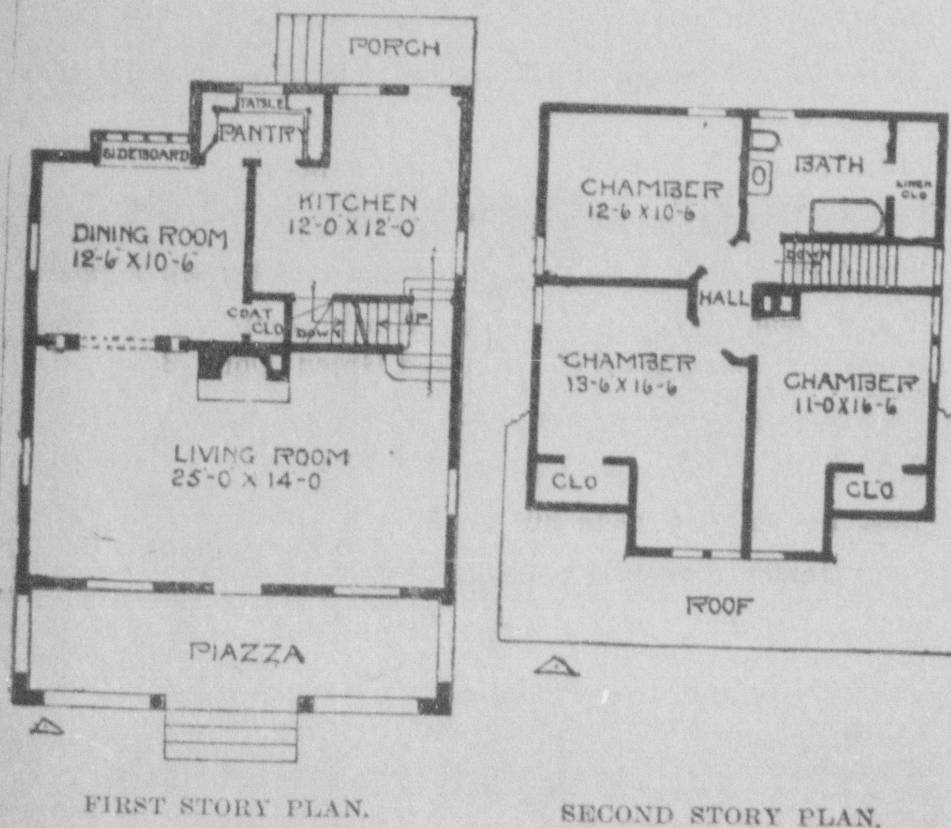 PORCH
TABLE
PANTRY
SIDEBOARD
KITCHEN
12-0 X 12-0
DINING ROOM
12-6 X 10-6
COAT
CLO
DOWN
UP
LIVING ROOM
25-0 X 14-0
PIAZZA
FIRST STORY PLAN.
BATH
LINEN
CLO
CHAMBER
12-6 X 10-6
DOWN
HALL
CHAMBER
13-6 X 16-6
CHAMBER
11-0 X 16-6
CLO
CLO
ROOF
SECOND STORY PLAN.